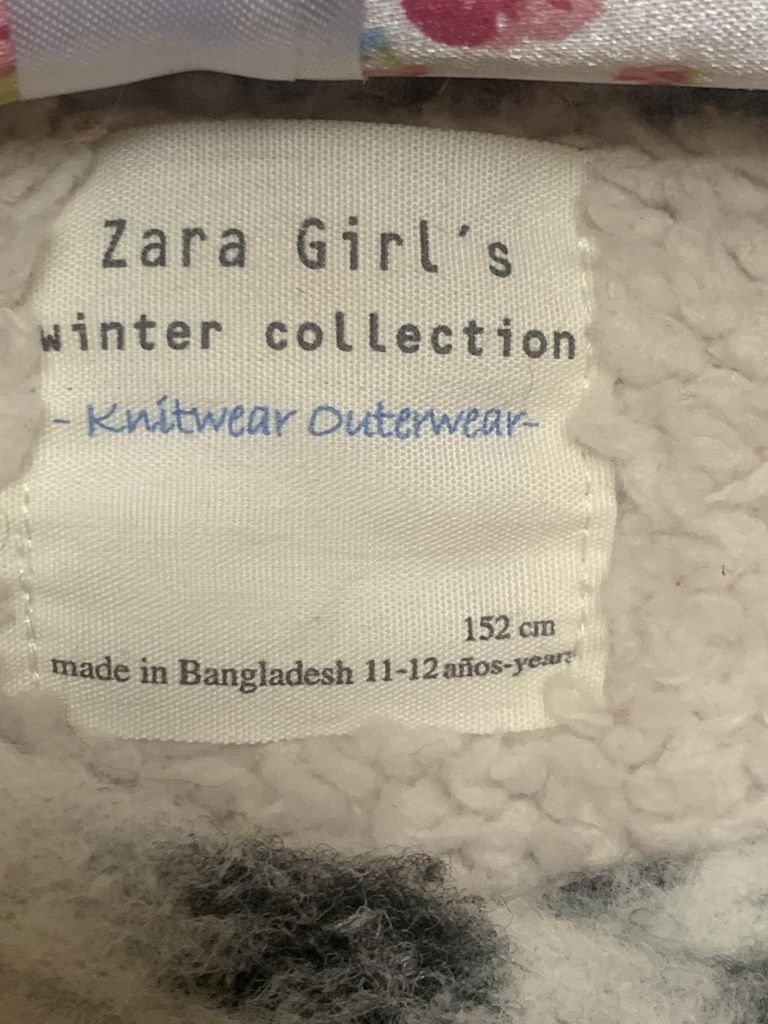 Zara Girl´s
winter collection
- Knitwear Outerwear-
152 cm
made in Bangladesh 11-12 años-years